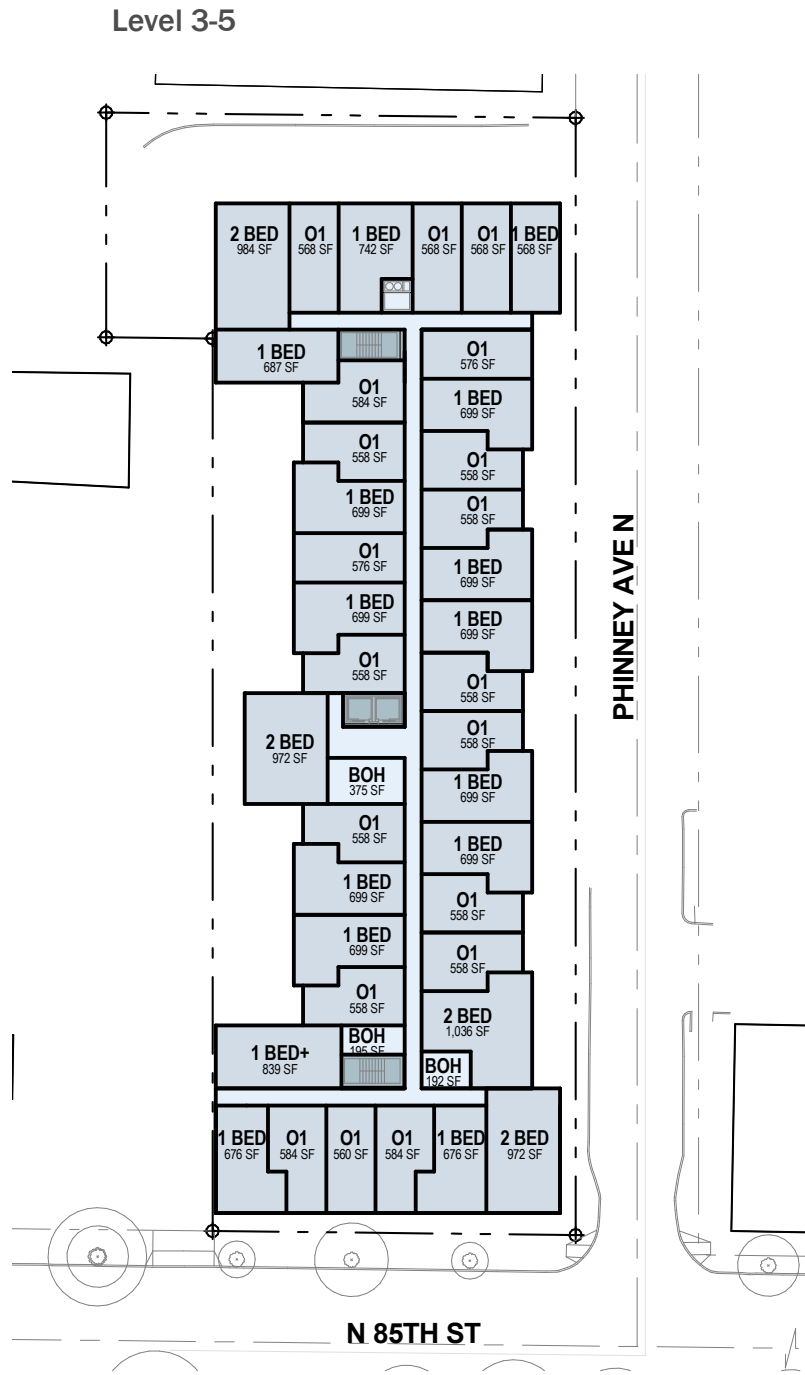 Level 3-5
2 BED
984 SF
O1
568 SF
1 BED
742 SF
O1
568 SF
O1
568 SF
1 BED
568 SF
1 BED
687 SF
O1
584 SF
O1
558 SF
1 BED
699 SF
O1
576 SF
1 BED
699 SF
O1
558 SF
2 BED
972 SF
BOH
375 SF
O1
558 SF
1 BED
699 SF
1 BED
699 SF
O1
558 SF
1 BED+
839 SF
BOH
195 SF
O1
576 SF
1 BED
699 SF
O1
558 SF
O1
558 SF
1 BED
699 SF
1 BED
699 SF
O1
558 SF
O1
558 SF
1 BED
699 SF
1 BED
699 SF
O1
558 SF
O1
558 SF
2 BED
1,036 SF
BOH
192 SF
1 BED
676 SF
O1
584 SF
O1
560 SF
O1
584 SF
1 BED
676 SF
2 BED
972 SF
PHINNEY AVE N
N 85TH ST